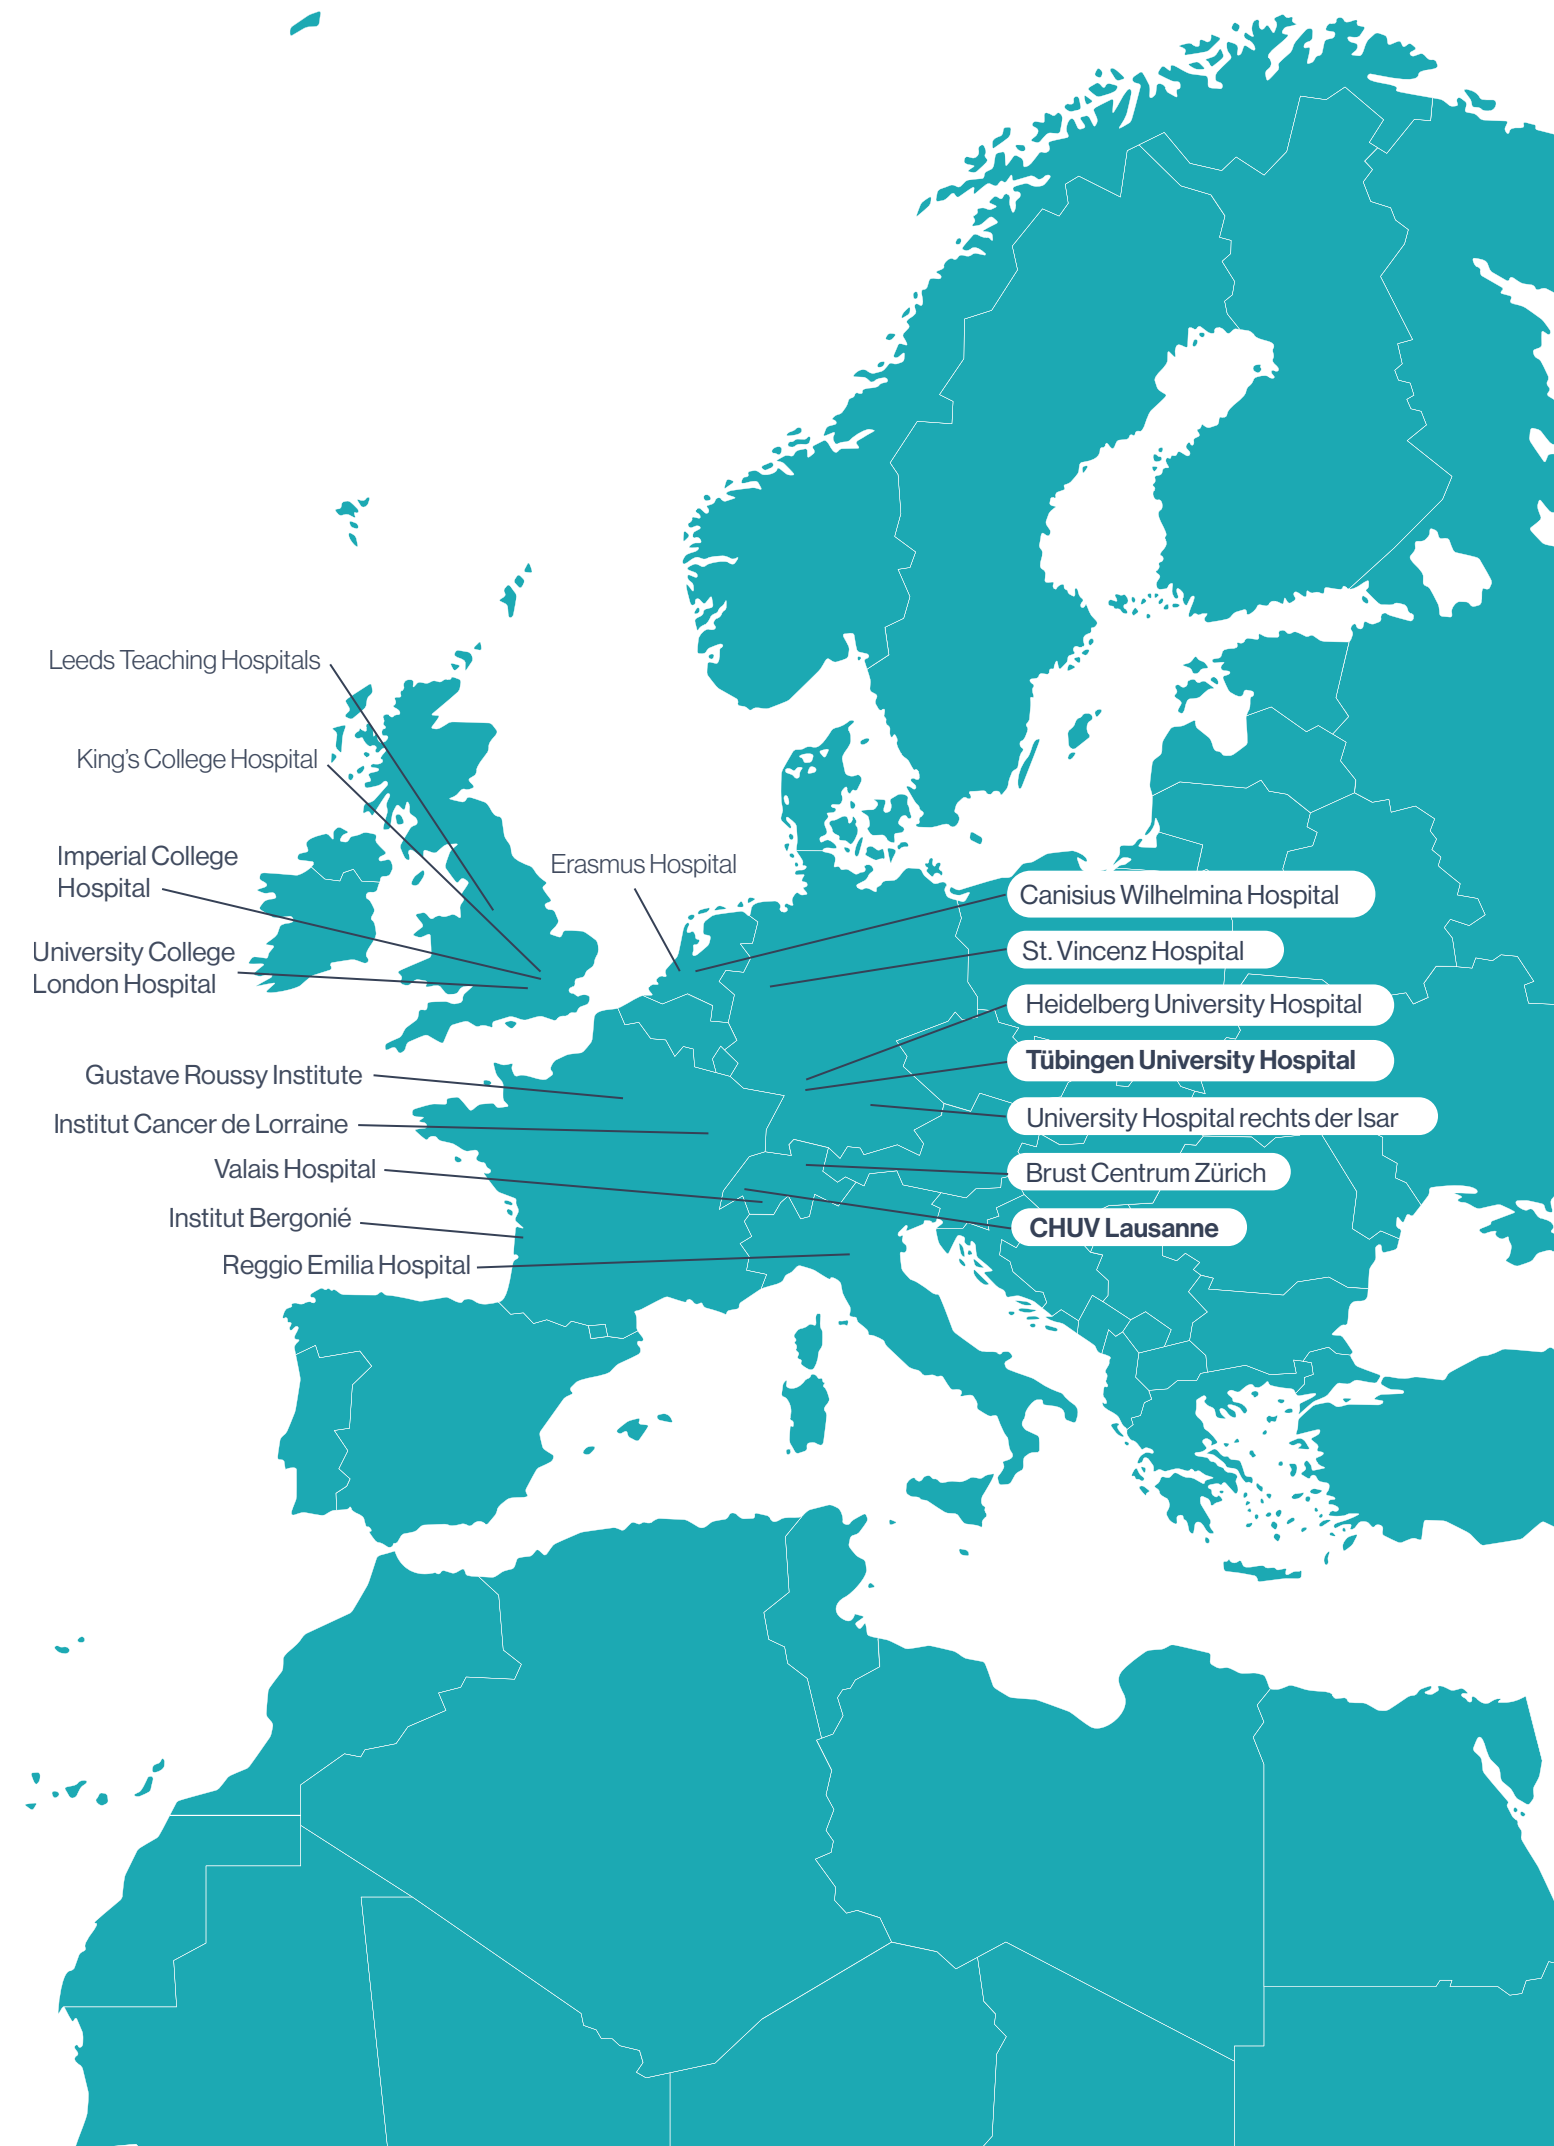 Leeds Teaching Hospitals
King's College Hospital
Imperial College
Hospital
University College
London Hospital
Erasmus Hospital
Gustave Roussy Institute
Institut Cancer de Lorraine
Valais Hospital
Institut Bergonié
Reggio Emilia Hospital
Canisius Wilhelmina Hospital
St. Vincenz Hospital
Heidelberg University Hospital
Tübingen University Hospital
University Hospital rechts der Isar
Brust Centrum Zürich
CHUV Lausanne